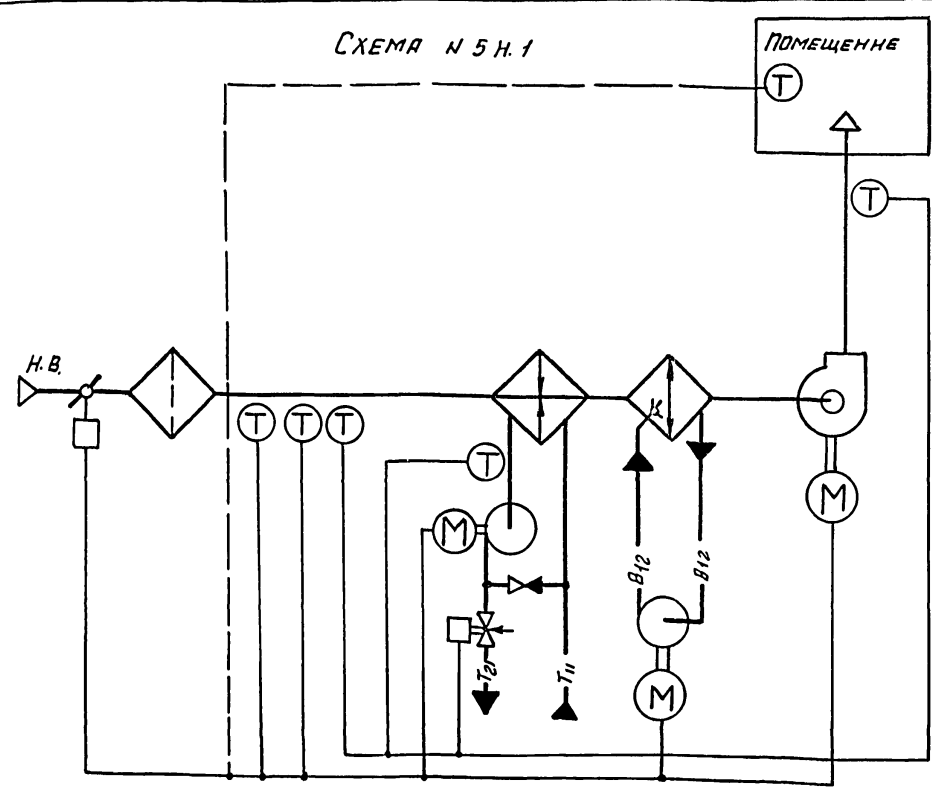 Схема N 5 Н.1
Помещение
Т
Т
Н.В.
Т Т Т
Т
М
М
В12
В12
Т21
Т11
М